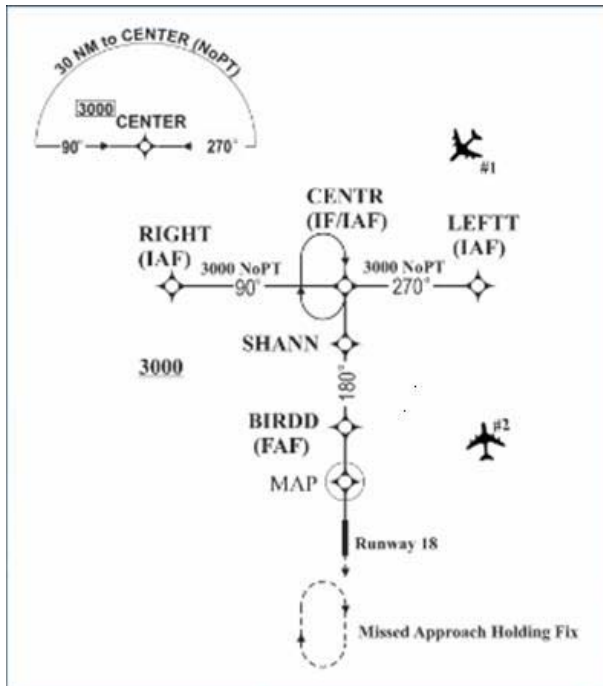 30 NM to CENTER (NoPT)
3000
CENTER
90°
270°
#1
CENTR
(IF/IAF)
RIGHT
(IAF)
LEFTT
(IAF)
3000 NoPT
3000 NoPT
90°
270°
SHANN
3000
180°
BIRDD
(FAF)
#2
MAP
Runway 18
Missed Approach Holding Fix